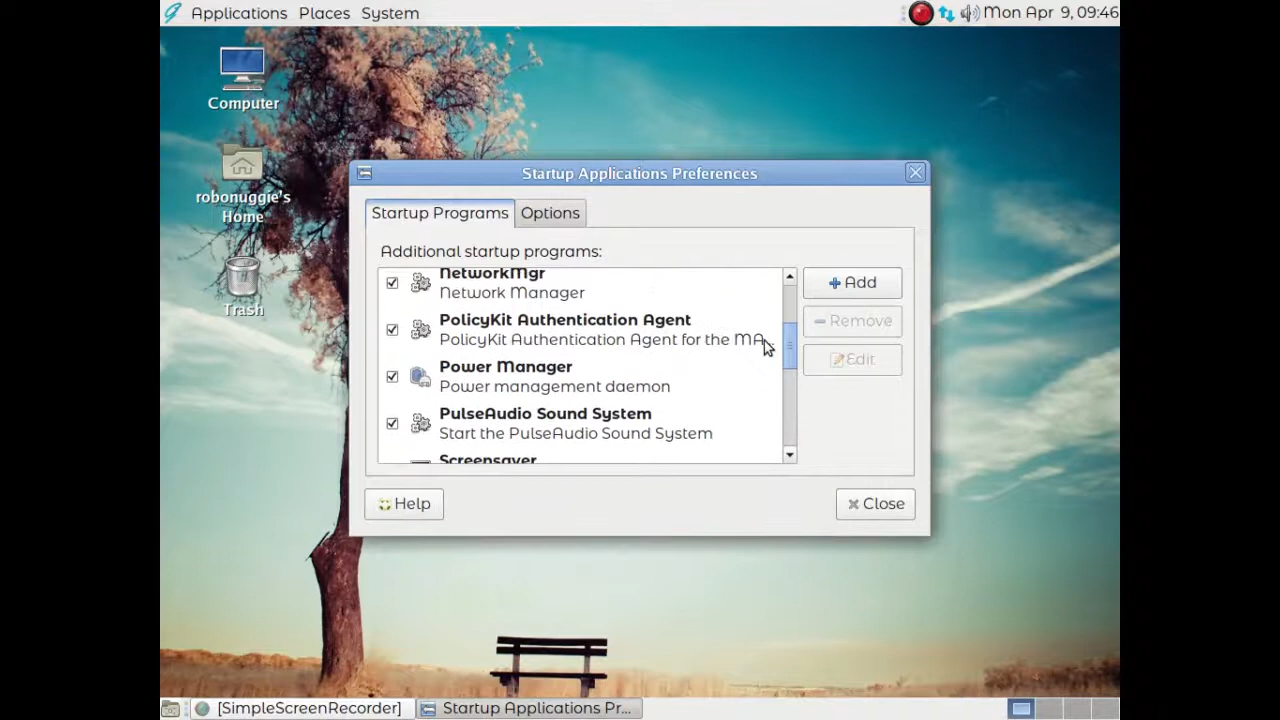 Applications Places System
Mon Apr 9, 09:46
Computer
robonuggie's
Home
Trash
Startup Applications Preferences
Startup Programs
Options
Additional startup programs:
NetworkMgr
Network Manager
PolicyKit Authentication Agent
PolicyKit Authentication Agent for the MA...
Power Manager
Power management daemon
PulseAudio Sound System
Start the PulseAudio Sound System
Screensaver
Add
Remove
Edit
Help
Close
[SimpleScreenRecorder]
Startup Applications Pr...